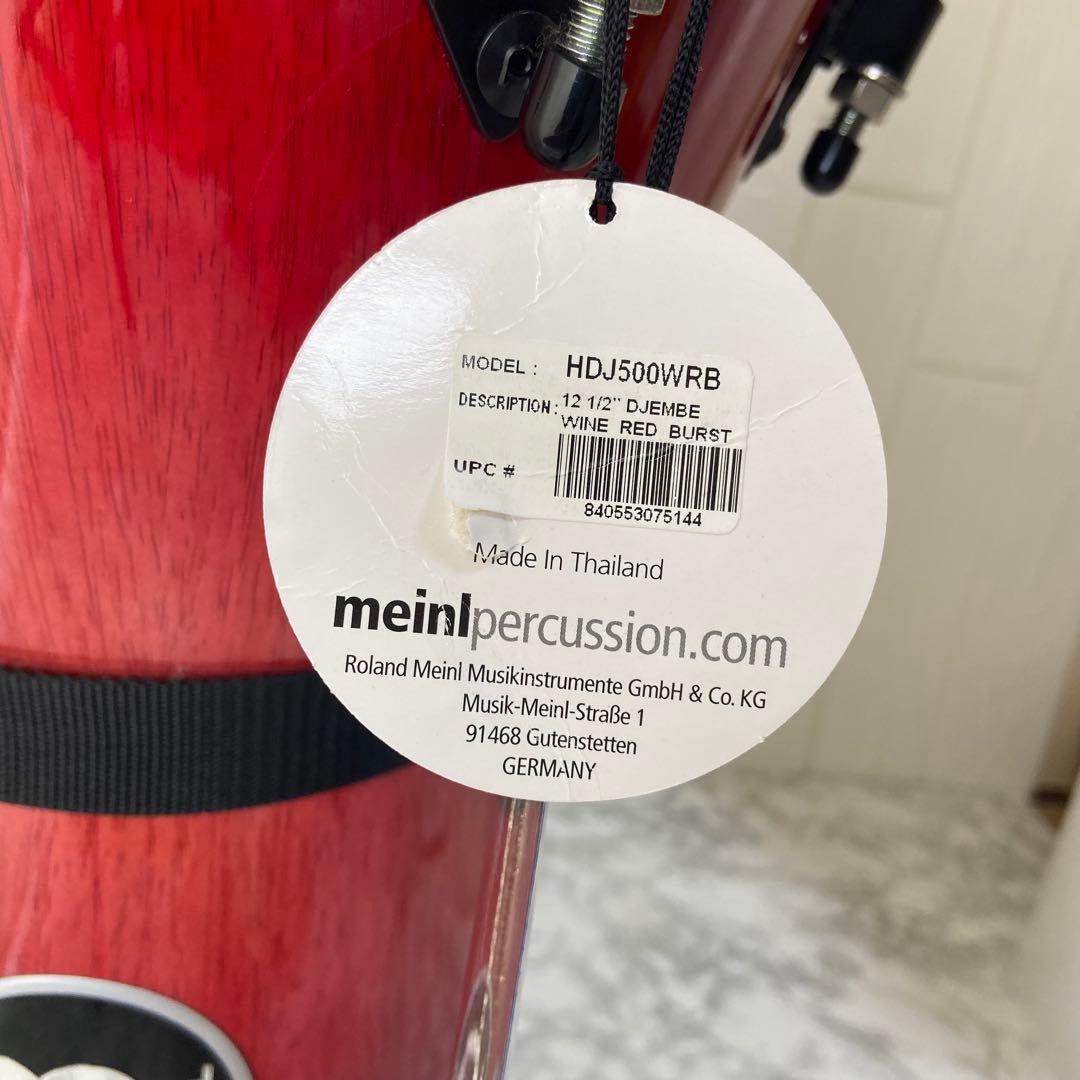 MODEL : HDJ500WRB
DESCRIPTION : 12 1/2" DJEMBE
WINE RED BURST
UPC #
840553075144
Made In Thailand
meinlpercussion.com
Roland Meinl Musikinstrumente GmbH & Co. KG
Musik-Meinl-Straße 1
91468 Gutenstetten
GERMANY